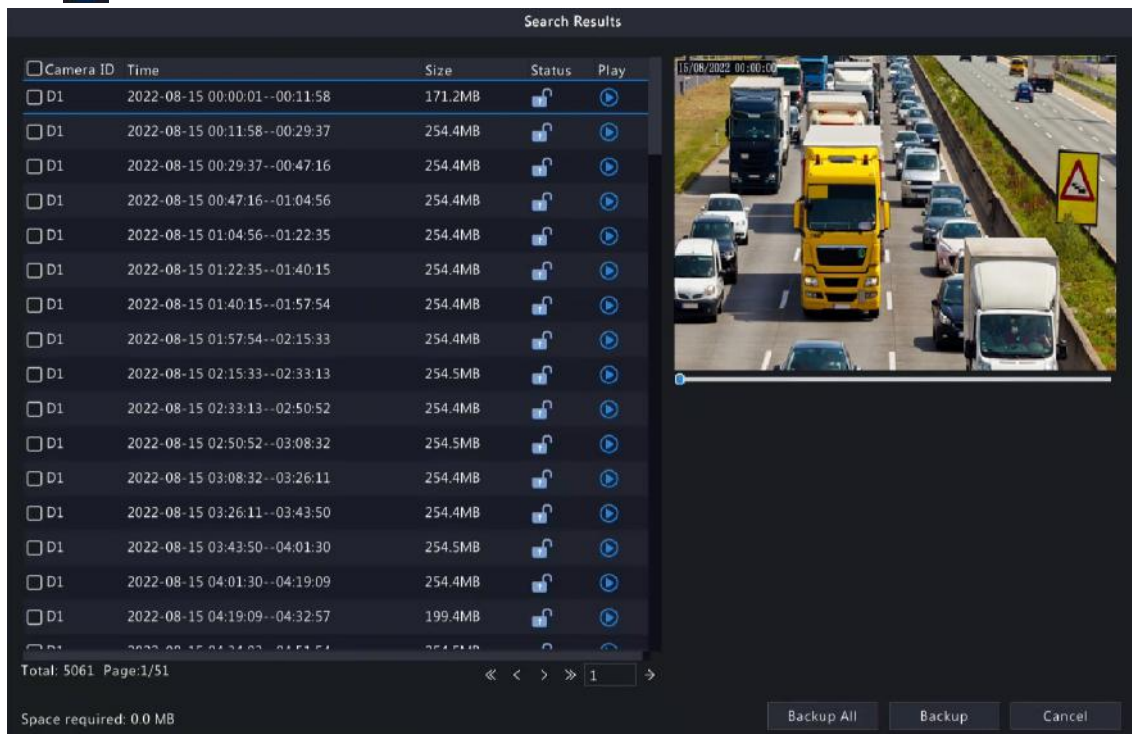 Search Results
Camera ID Time Size Status Play
D1 2022-08-15 00:00:01--00:11:58 171.2MB
D1 2022-08-15 00:11:58--00:29:37 254.4MB
D1 2022-08-15 00:29:37--00:47:16 254.4MB
D1 2022-08-15 00:47:16--01:04:56 254.4MB
D1 2022-08-15 01:04:56--01:22:35 254.4MB
D1 2022-08-15 01:22:35--01:40:15 254.4MB
D1 2022-08-15 01:40:15--01:57:54 254.4MB
D1 2022-08-15 01:57:54--02:15:33 254.4MB
D1 2022-08-15 02:15:33--02:33:13 254.5MB
D1 2022-08-15 02:33:13--02:50:52 254.4MB
D1 2022-08-15 02:50:52--03:08:32 254.5MB
D1 2022-08-15 03:08:32--03:26:11 254.4MB
D1 2022-08-15 03:26:11--03:43:50 254.4MB
D1 2022-08-15 03:43:50--04:01:30 254.5MB
D1 2022-08-15 04:01:30--04:19:09 254.4MB
D1 2022-08-15 04:19:09--04:32:57 199.4MB
Total: 5061 Page:1/51
1
Space required: 0.0 MB
15/08/2022 00:00:00
Backup All Backup Cancel